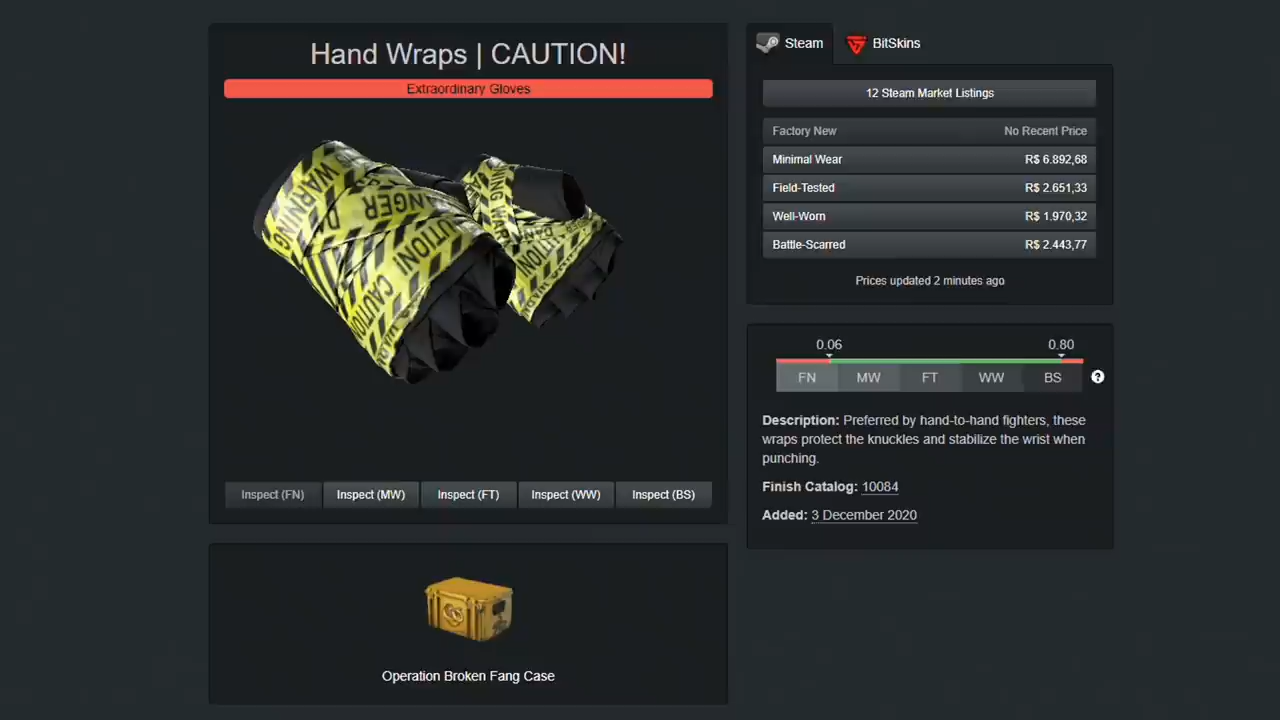 Hand Wraps | CAUTION!
Extraordinary Gloves
WARNING
DANGER
CAUTION!
Inspect (FN)
Inspect (MW)
Inspect (FT)
Inspect (WW)
Inspect (BS)
Operation Broken Fang Case
Steam
BitSkins
12 Steam Market Listings
Factory New No Recent Price
Minimal Wear R$ 6.892,68
Field-Tested R$ 2.651,33
Well-Worn R$ 1.970,32
Battle-Scarred R$ 2.443,77
Prices updated 2 minutes ago
0.06 0.80
FN MW FT WW BS ?
Description: Preferred by hand-to-hand fighters, these
wraps protect the knuckles and stabilize the wrist when
punching.
Finish Catalog: 10084
Added: 3 December 2020